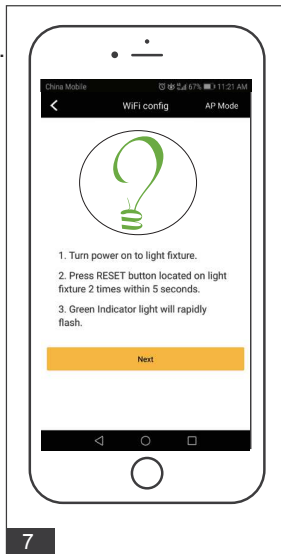 China Mobile 67% 11:21 AM
WiFi config AP Mode
1. Turn power on to light fixture.
2. Press RESET button located on light
fixture 2 times within 5 seconds.
3. Green Indicator light will rapidly
flash.
Next
7